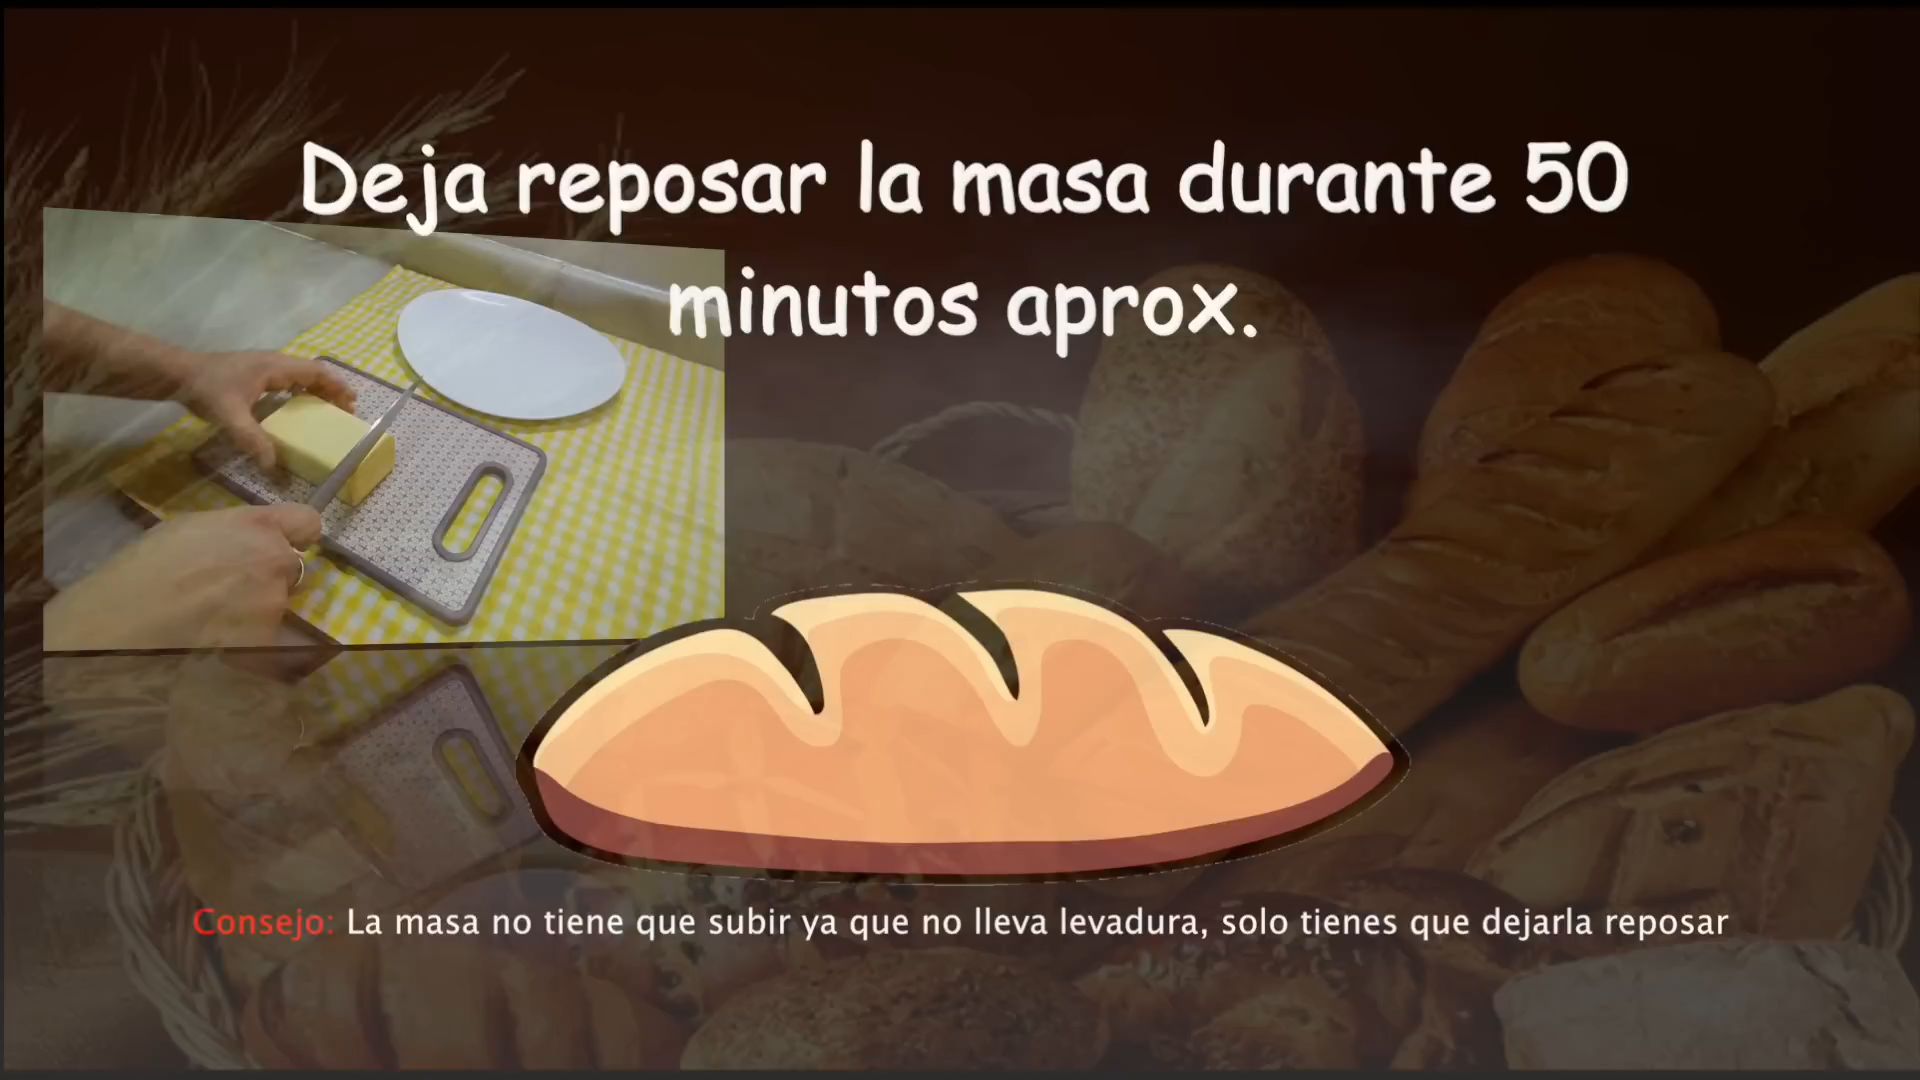 Deja reposar la masa durante 50
minutos aprox.
Consejo: La masa no tiene que subir ya que no lleva levadura, solo tienes que dejarla reposar